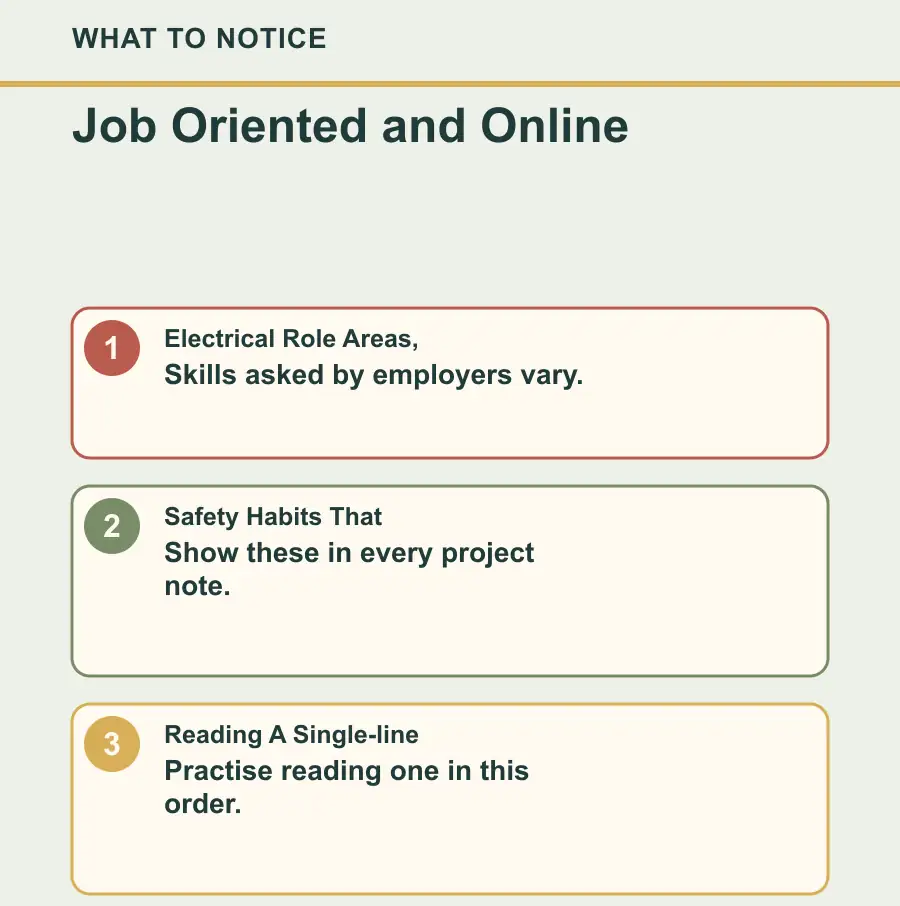 WHAT TO NOTICE
Job Oriented and Online
1
Electrical Role Areas,
Skills asked by employers vary.
2
Safety Habits That
Show these in every project
note.
3
Reading A Single-line
Practise reading one in this
order.